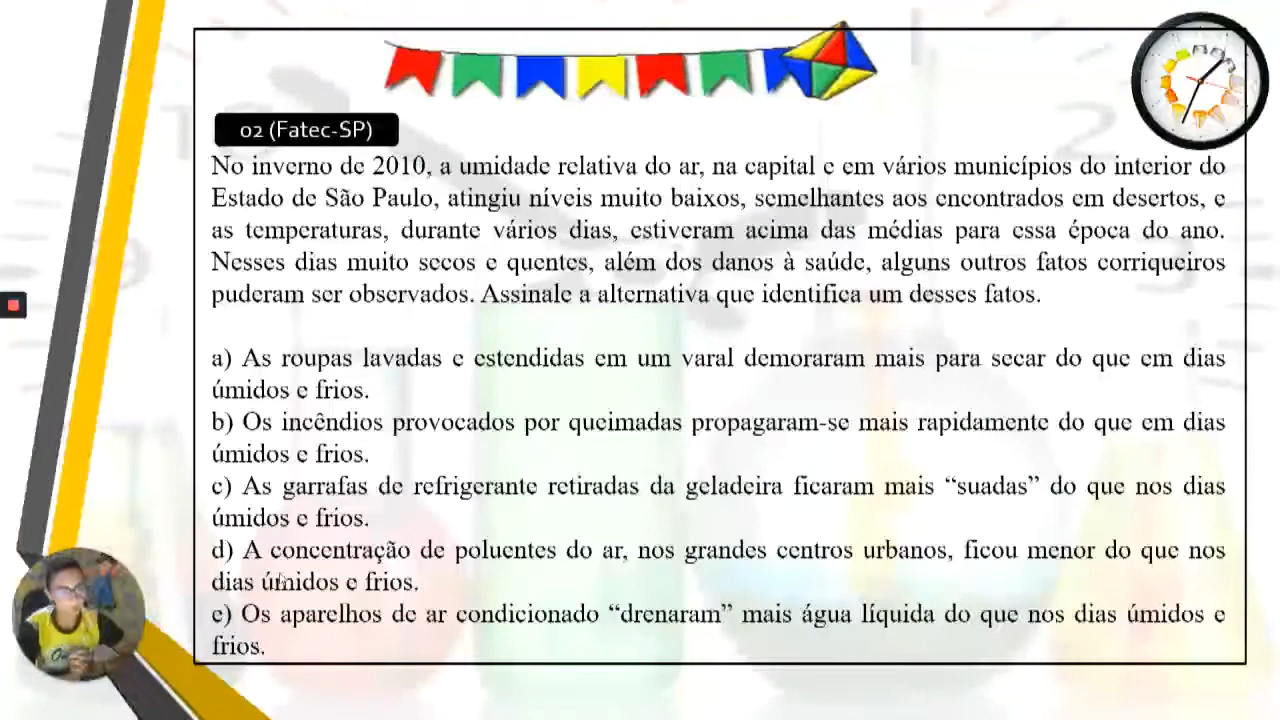 02 (Fatec-SP)
No inverno de 2010, a umidade relativa do ar, na capital e em vários municípios do interior do
Estado de São Paulo, atingiu níveis muito baixos, semelhantes aos encontrados em desertos, e
as temperaturas, durante vários dias, estiveram acima das médias para essa época do ano.
Nesses dias muito secos e quentes, além dos danos à saúde, alguns outros fatos corriqueiros
puderam ser observados. Assinale a alternativa que identifica um desses fatos.
a) As roupas lavadas e estendidas em um varal demoraram mais para secar do que em dias
úmidos e frios.
b) Os incêndios provocados por queimadas propagaram-se mais rapidamente do que em dias
úmidos e frios.
c) As garrafas de refrigerante retiradas da geladeira ficaram mais “suadas” do que nos dias
úmidos e frios.
d) A concentração de poluentes do ar, nos grandes centros urbanos, ficou menor do que nos
dias úmidos e frios.
e) Os aparelhos de ar condicionado “drenaram” mais água líquida do que nos dias úmidos e
frios.